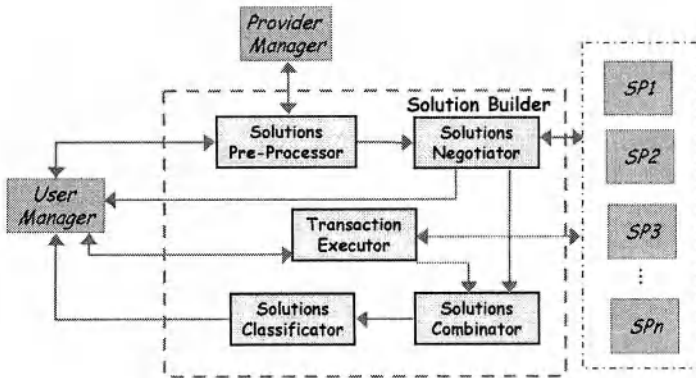 Provider
Manager
Solution Builder
Solutions
Pre-Processor
Solutions
Negotiator
User
Manager
Transaction
Executor
Solutions
Classificator
Solutions
Combinator
SP1
SP2
SP3
SPn